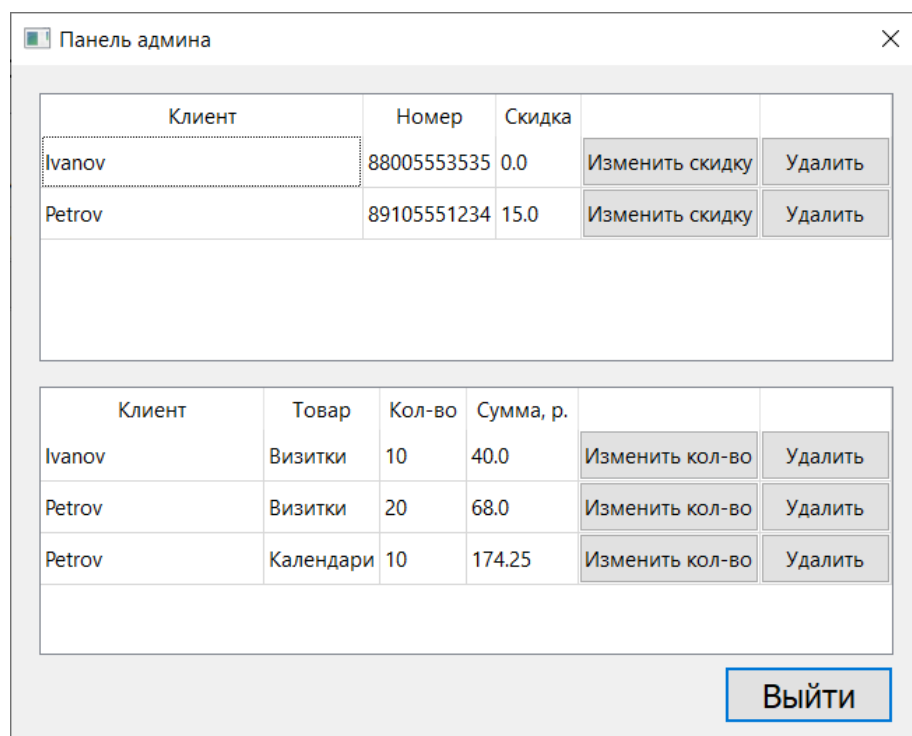 Панель админа
Клиент Номер Скидка
Ivanov 88005553535 0.0 Изменить скидку Удалить
Petrov 89105551234 15.0 Изменить скидку Удалить
Клиент Товар Кол-во Сумма, р.
Ivanov Визитки 10 40.0 Изменить кол-во Удалить
Petrov Визитки 20 68.0 Изменить кол-во Удалить
Petrov Календари 10 174.25 Изменить кол-во Удалить
Выйти